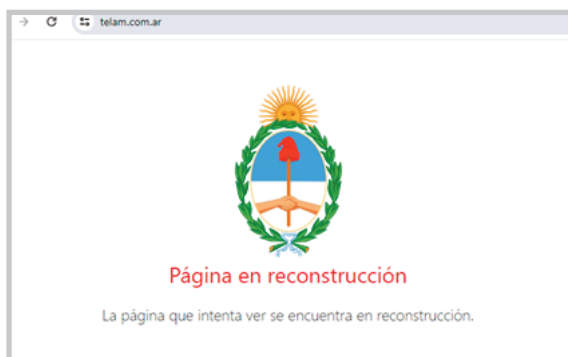 telam.com.ar
Página en reconstrucción
La página que intenta ver se encuentra en reconstrucción.